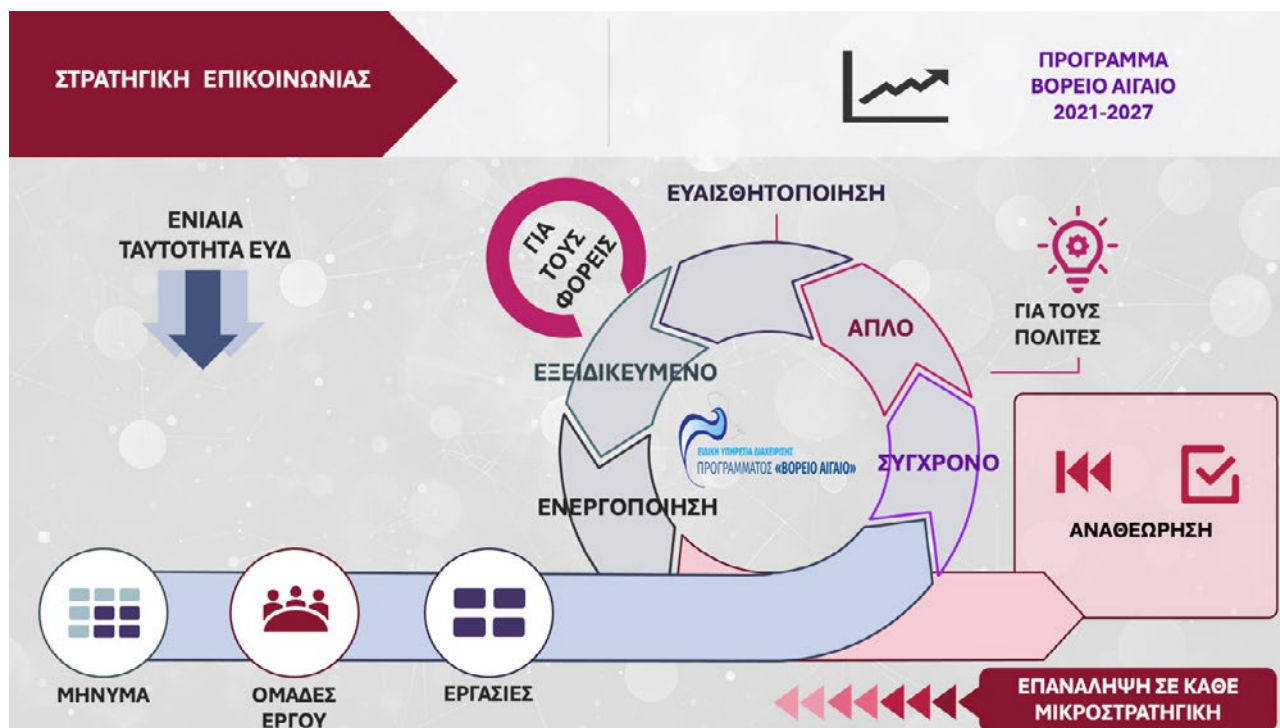 ΣΤΡΑΤΗΓΙΚΗ ΕΠΙΚΟΙΝΩΝΙΑΣ
ΠΡΟΓΡΑΜΜΑ
ΒΟΡΕΙΟ ΑΙΓΑΙΟ
2021-2027
ΕΝΙΑΙΑ
ΤΑΥΤΟΤΗΤΑ ΕΥΔ
ΓΙΑ
ΤΟΥΣ
ΦΟΡΕΙΣ
ΕΥΑΙΣΘΗΤΟΠΟΙΗΣΗ
ΑΠΛΟ
ΓΙΑ ΤΟΥΣ
ΠΟΛΙΤΕΣ
ΕΞΕΙΔΙΚΕΥΜΕΝΟ
ΕΙΔΙΚΗ ΥΠΗΡΕΣΙΑ ΔΙΑΧΕΙΡΙΣΗΣ
ΠΡΟΓΡΑΜΜΑΤΟΣ «ΒΟΡΕΙΟ ΑΙΓΑΙΟ»
ΣΥΓΧΡΟΝΟ
ΕΝΕΡΓΟΠΟΙΗΣΗ
ΑΝΑΘΕΩΡΗΣΗ
ΜΗΝΥΜΑ
ΟΜΑΔΕΣ
ΕΡΓΟΥ
ΕΡΓΑΣΙΕΣ
ΕΠΑΝΑΛΗΨΗ ΣΕ ΚΑΘΕ
ΜΙΚΡΟΣΤΡΑΤΗΓΙΚΗ